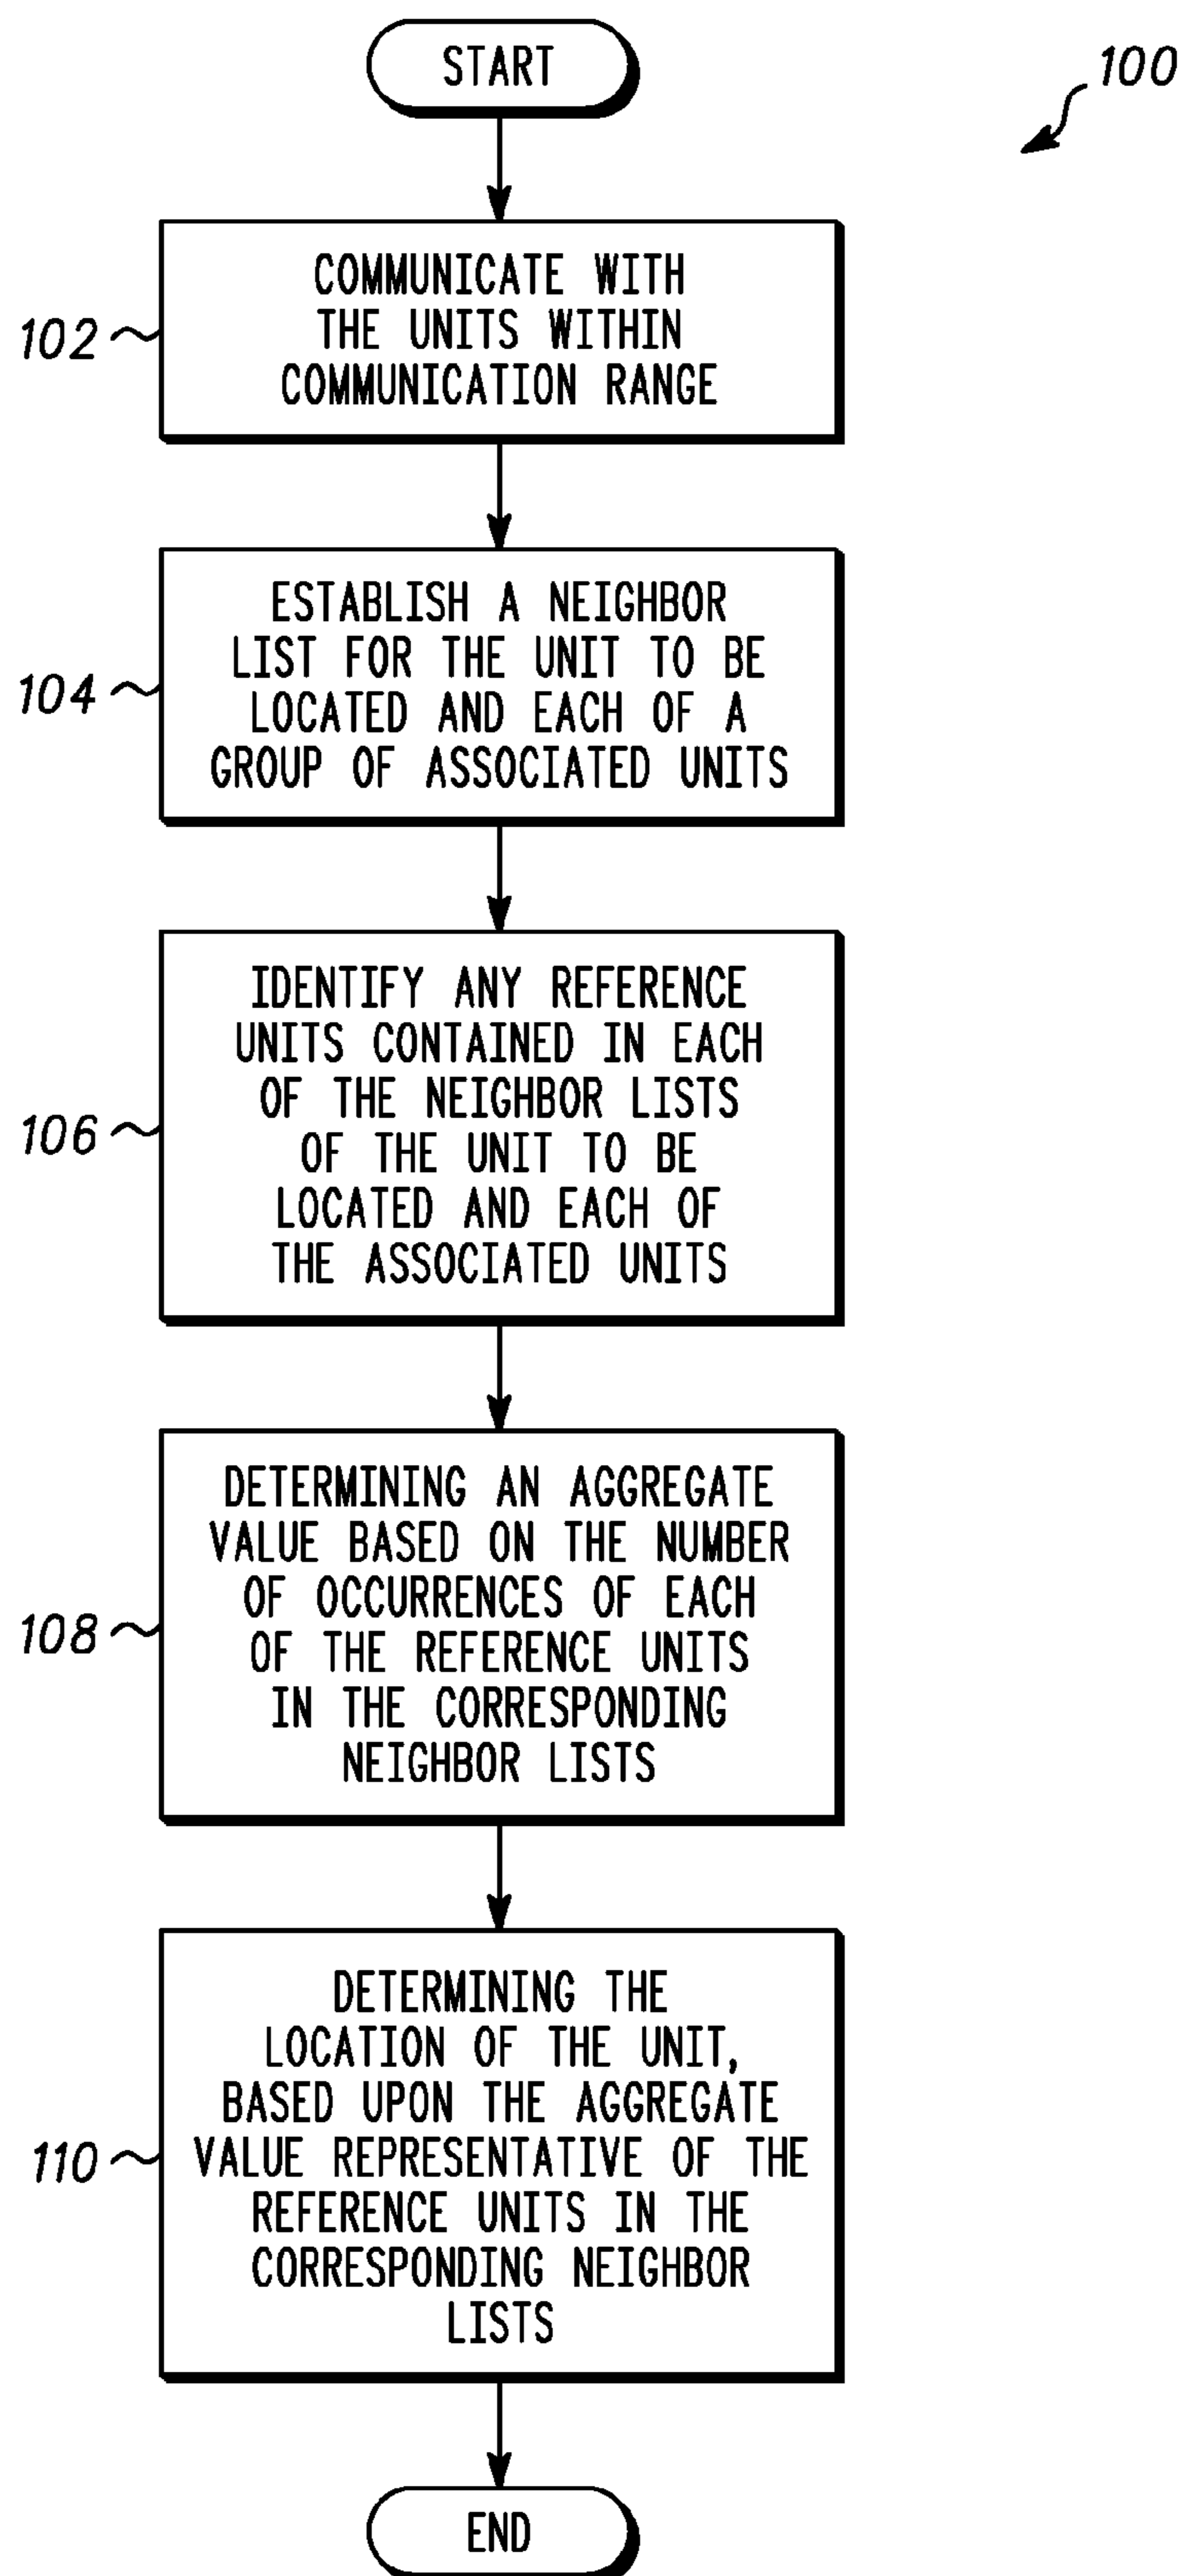 START
100
COMMUNICATE WITH
THE UNITS WITHIN
COMMUNICATION RANGE
102
ESTABLISH A NEIGHBOR
LIST FOR THE UNIT TO BE
LOCATED AND EACH OF A
GROUP OF ASSOCIATED UNITS
104
IDENTIFY ANY REFERENCE
UNITS CONTAINED IN EACH
OF THE NEIGHBOR LISTS
OF THE UNIT TO BE
LOCATED AND EACH OF
THE ASSOCIATED UNITS
106
DETERMINING AN AGGREGATE
VALUE BASED ON THE NUMBER
OF OCCURRENCES OF EACH
OF THE REFERENCE UNITS
IN THE CORRESPONDING
NEIGHBOR LISTS
108
DETERMINING THE
LOCATION OF THE UNIT,
BASED UPON THE AGGREGATE
VALUE REPRESENTATIVE OF THE
REFERENCE UNITS IN THE
CORRESPONDING NEIGHBOR
LISTS
110
END